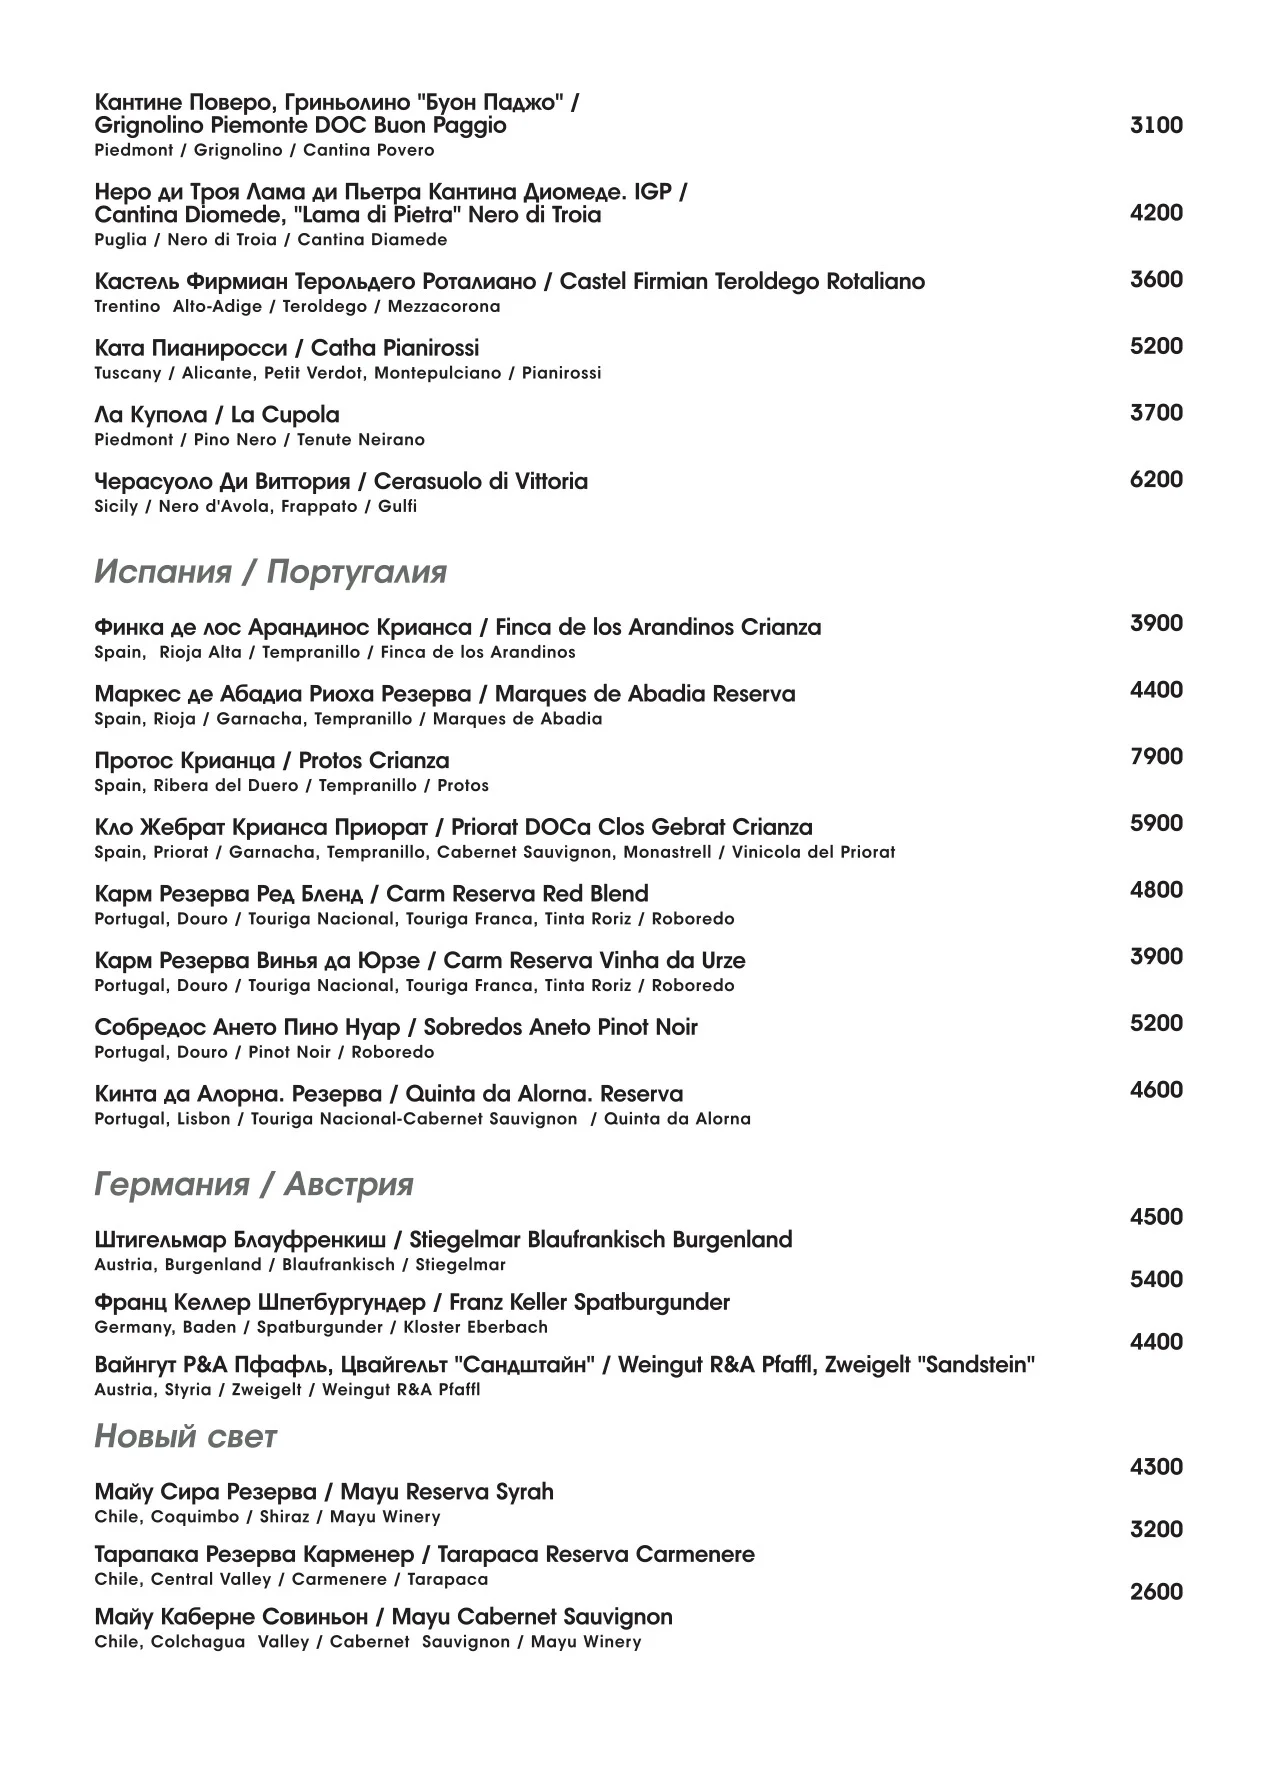 Кантине Поверо, Гриньолино "Буон Паджо" /
Grignolino Piemonte DOC Buon Paggio 3100
Piedmont / Grignolino / Cantina Povero
Неро ди Троя Лама ди Пьетра Кантина Диомеде. IGP /
Cantina Diomede, "Lama di Pietra" Nero di Troia 4200
Puglia / Nero di Troia / Cantina Diamede
Кастель Фирмиан Терольдего Роталиано / Castel Firmian Teroldego Rotaliano 3600
Trentino Alto-Adige / Teroldego / Mezzacorona
Ката Пианиросси / Catha Pianirossi 5200
Tuscany / Alicante, Petit Verdot, Montepulciano / Pianirossi
Ла Купола / La Cupola 3700
Piedmont / Pino Nero / Tenute Neirano
Черасуоло Ди Виттория / Cerasuolo di Vittoria 6200
Sicily / Nero d'Avola, Frappato / Gulfi
Испания / Португалия
Финка де лос Арандинос Крианса / Finca de los Arandinos Crianza 3900
Spain, Rioja Alta / Tempranillo / Finca de los Arandinos
Маркес де Абадиа Риоха Резерва / Marques de Abadia Reserva 4400
Spain, Rioja / Garnacha, Tempranillo / Marques de Abadia
Протос Крианца / Protos Crianza 7900
Spain, Ribera del Duero / Tempranillo / Protos
Кло Жебрат Крианса Приорат / Priorat DOCa Clos Gebrat Crianza 5900
Spain, Priorat / Garnacha, Tempranillo, Cabernet Sauvignon, Monastrell / Vinicola del Priorat
Карм Резерва Ред Бленд / Carm Reserva Red Blend 4800
Portugal, Douro / Touriga Nacional, Touriga Franca, Tinta Roriz / Roboredo
Карм Резерва Винья да Юрзе / Carm Reserva Vinha da Urze 3900
Portugal, Douro / Touriga Nacional, Touriga Franca, Tinta Roriz / Roboredo
Собредос Ането Пино Нуар / Sobredos Aneto Pinot Noir 5200
Portugal, Douro / Pinot Noir / Roboredo
Кинта да Алорна. Резерва / Quinta da Alorna. Reserva 4600
Portugal, Lisbon / Touriga Nacional-Cabernet Sauvignon / Quinta da Alorna
Германия / Австрия
4500
Штигельмар Блауфренкиш / Stiegelmar Blaufrankisch Burgenland
Austria, Burgenland / Blaufrankisch / Stiegelmar
5400
Франц Келлер Шпетбургундер / Franz Keller Spatburgunder
Germany, Baden / Spatburgunder / Kloster Eberbach
4400
Вайнгут Р&А Пфафль, Цвайгельт "Сандштайн" / Weingut R&A Pfaffl, Zweigelt "Sandstein"
Austria, Styria / Zweigelt / Weingut R&A Pfaffl
Новый свет
4300
Майу Сира Резерва / Mayu Reserva Syrah
Chile, Coquimbo / Shiraz / Mayu Winery
3200
Тарапака Резерва Карменер / Tarapaca Reserva Carmenere
Chile, Central Valley / Carmenere / Tarapaca
2600
Майу Каберне Совиньон / Mayu Cabernet Sauvignon
Chile, Colchagua Valley / Cabernet Sauvignon / Mayu Winery